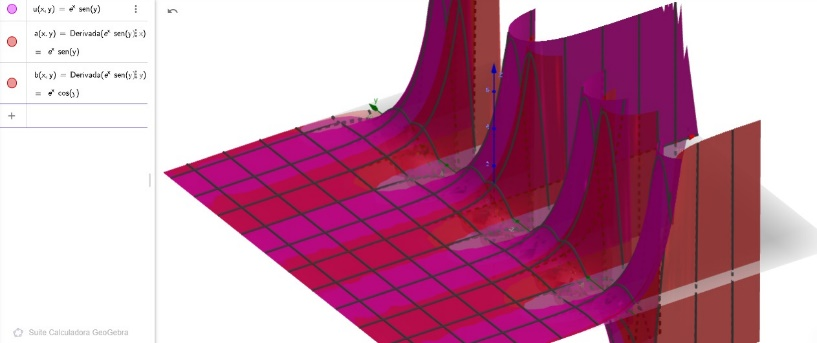 u(x, y) = eˣ sen(y)
a(x, y) = Derivada(eˣ sen(y), x)
= eˣ sen(y)
b(x, y) = Derivada(eˣ sen(y), y)
= eˣ cos(y)
+
Suite Calculadora GeoGebra